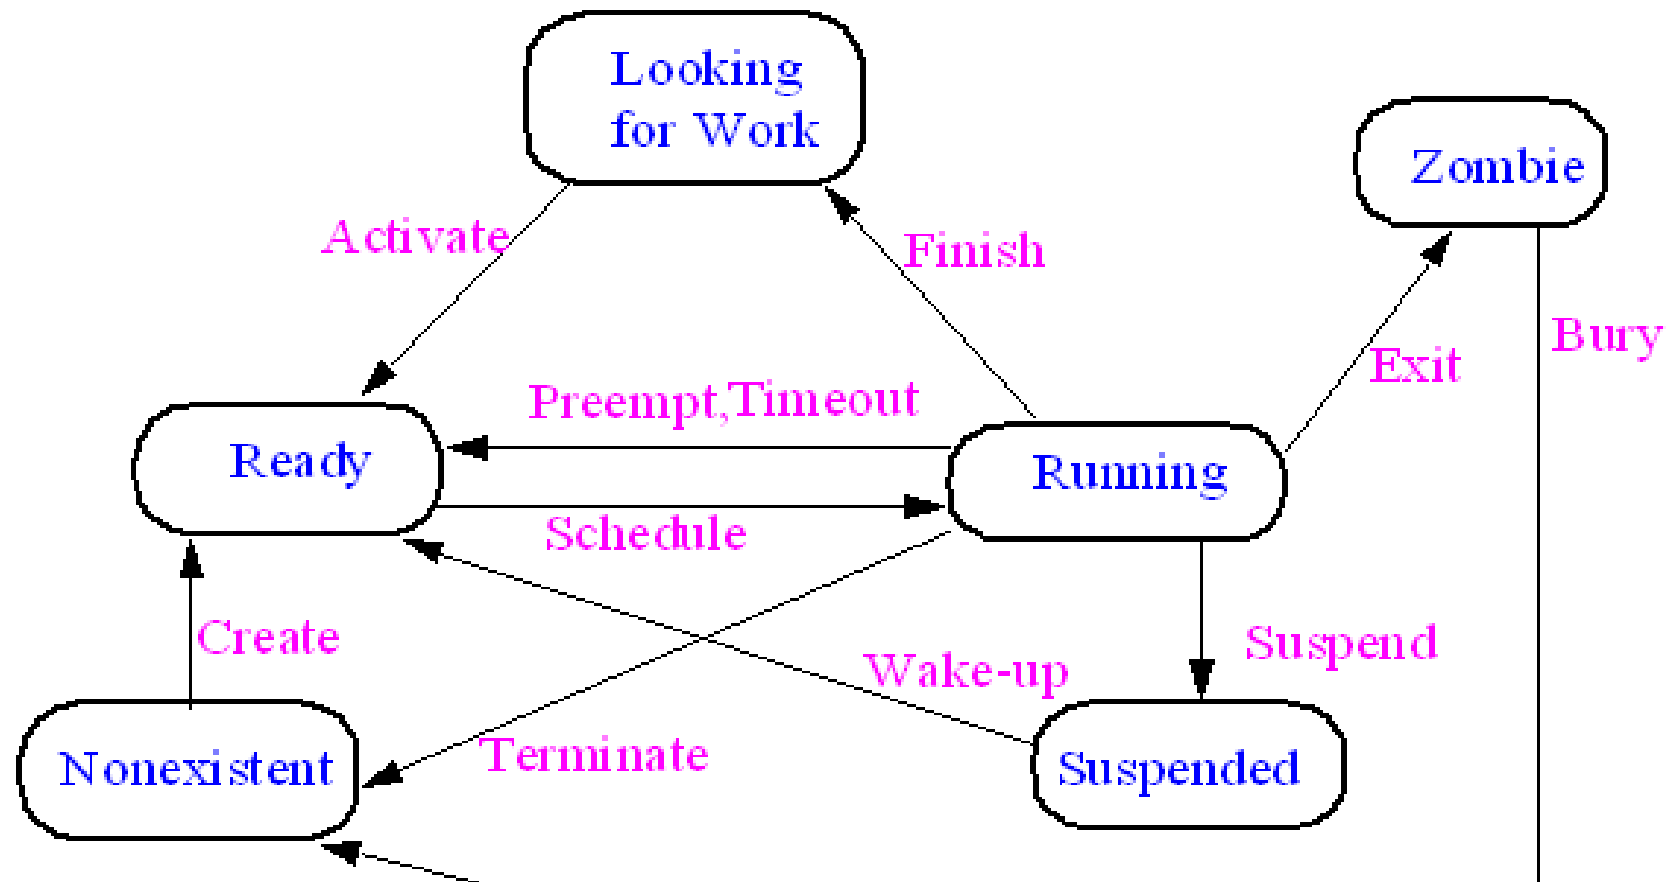 Looking
for Work
Zombie
Activate
Finish
Bury
Exit
Preempt,Timeout
Ready
Running
Schedule
Create
Suspend
Wake-up
Terminate
Nonexistent
Suspended